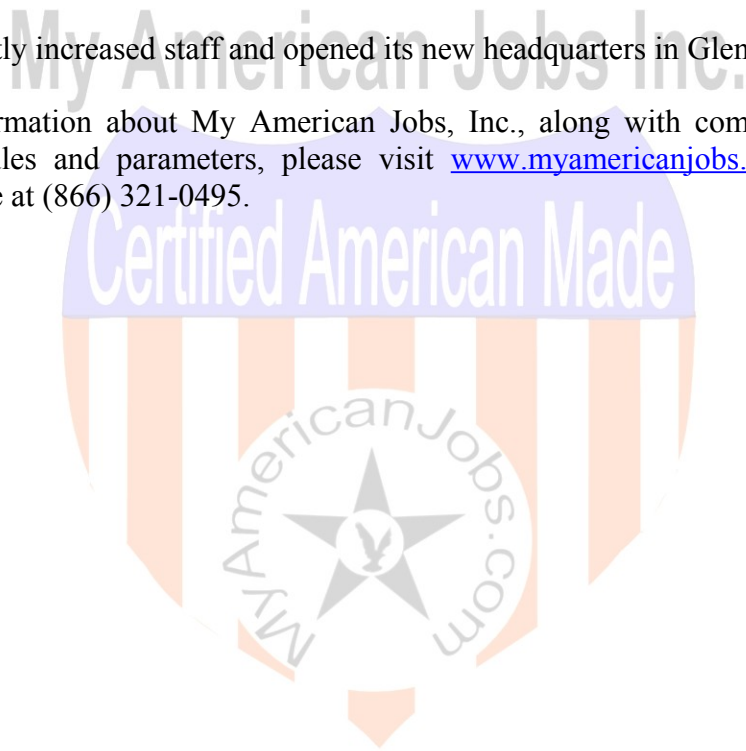 My American Jobs Inc.
tly increased staff and opened its new headquarters in Glen
rmation about My American Jobs, Inc., along with com
les and parameters, please visit www.myamericanjobs.
e at (866) 321-0495.
Certified American Made
MyAmericanJobs.com